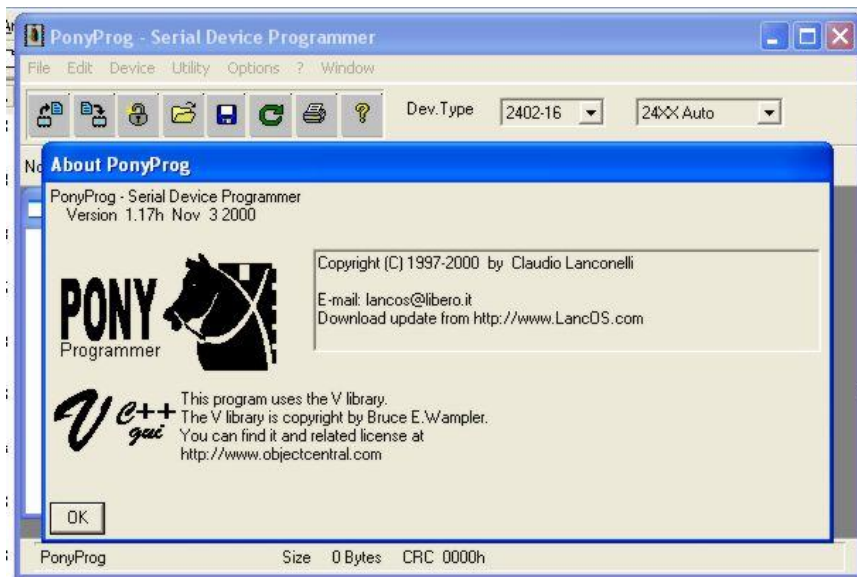 PonyProg - Serial Device Programmer
File Edit Device Utility Options ? Window
Dev.Type 2402-16 24XX Auto
No
About PonyProg
PonyProg - Serial Device Programmer
Version 1.17h Nov 3 2000
Copyright (C) 1997-2000 by Claudio Lanconelli
E-mail: lancos@libero.it
Download update from http://www.LancOS.com
PONY
Programmer
V C++
gui
This program uses the V library.
The V library is copyright by Bruce E.Wampler.
You can find it and related license at
http://www.objectcentral.com
OK
PonyProg Size 0 Bytes CRC 0000h